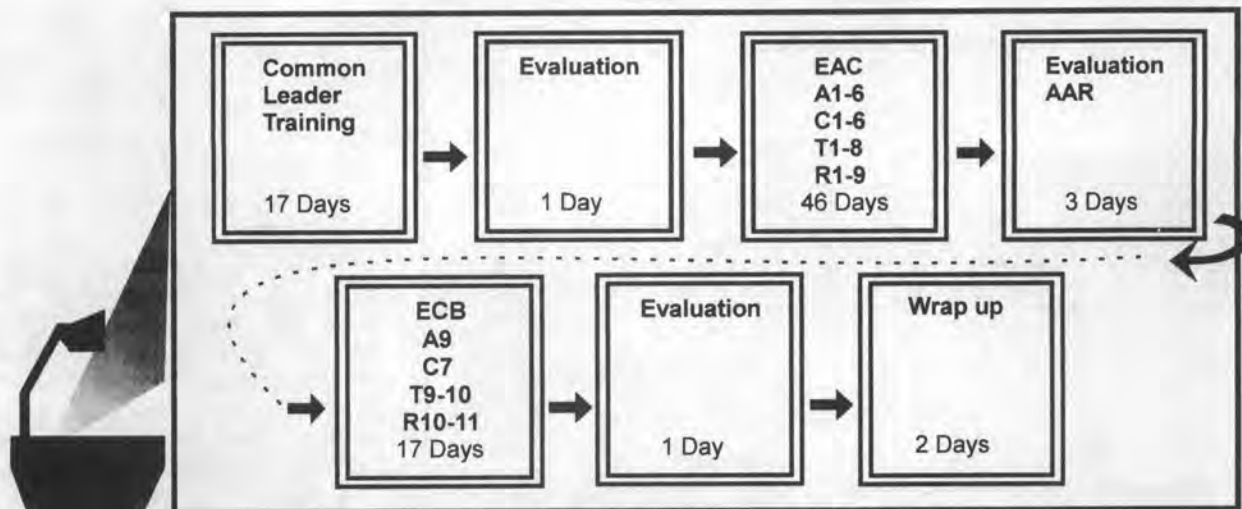 Common
Leader
Training
17 Days
Evaluation
1 Day
EAC
A1-6
C1-6
T1-8
R1-9
46 Days
Evaluation
AAR
3 Days
ECB
A9
C7
T9-10
R10-11
17 Days
Evaluation
1 Day
Wrap up
2 Days